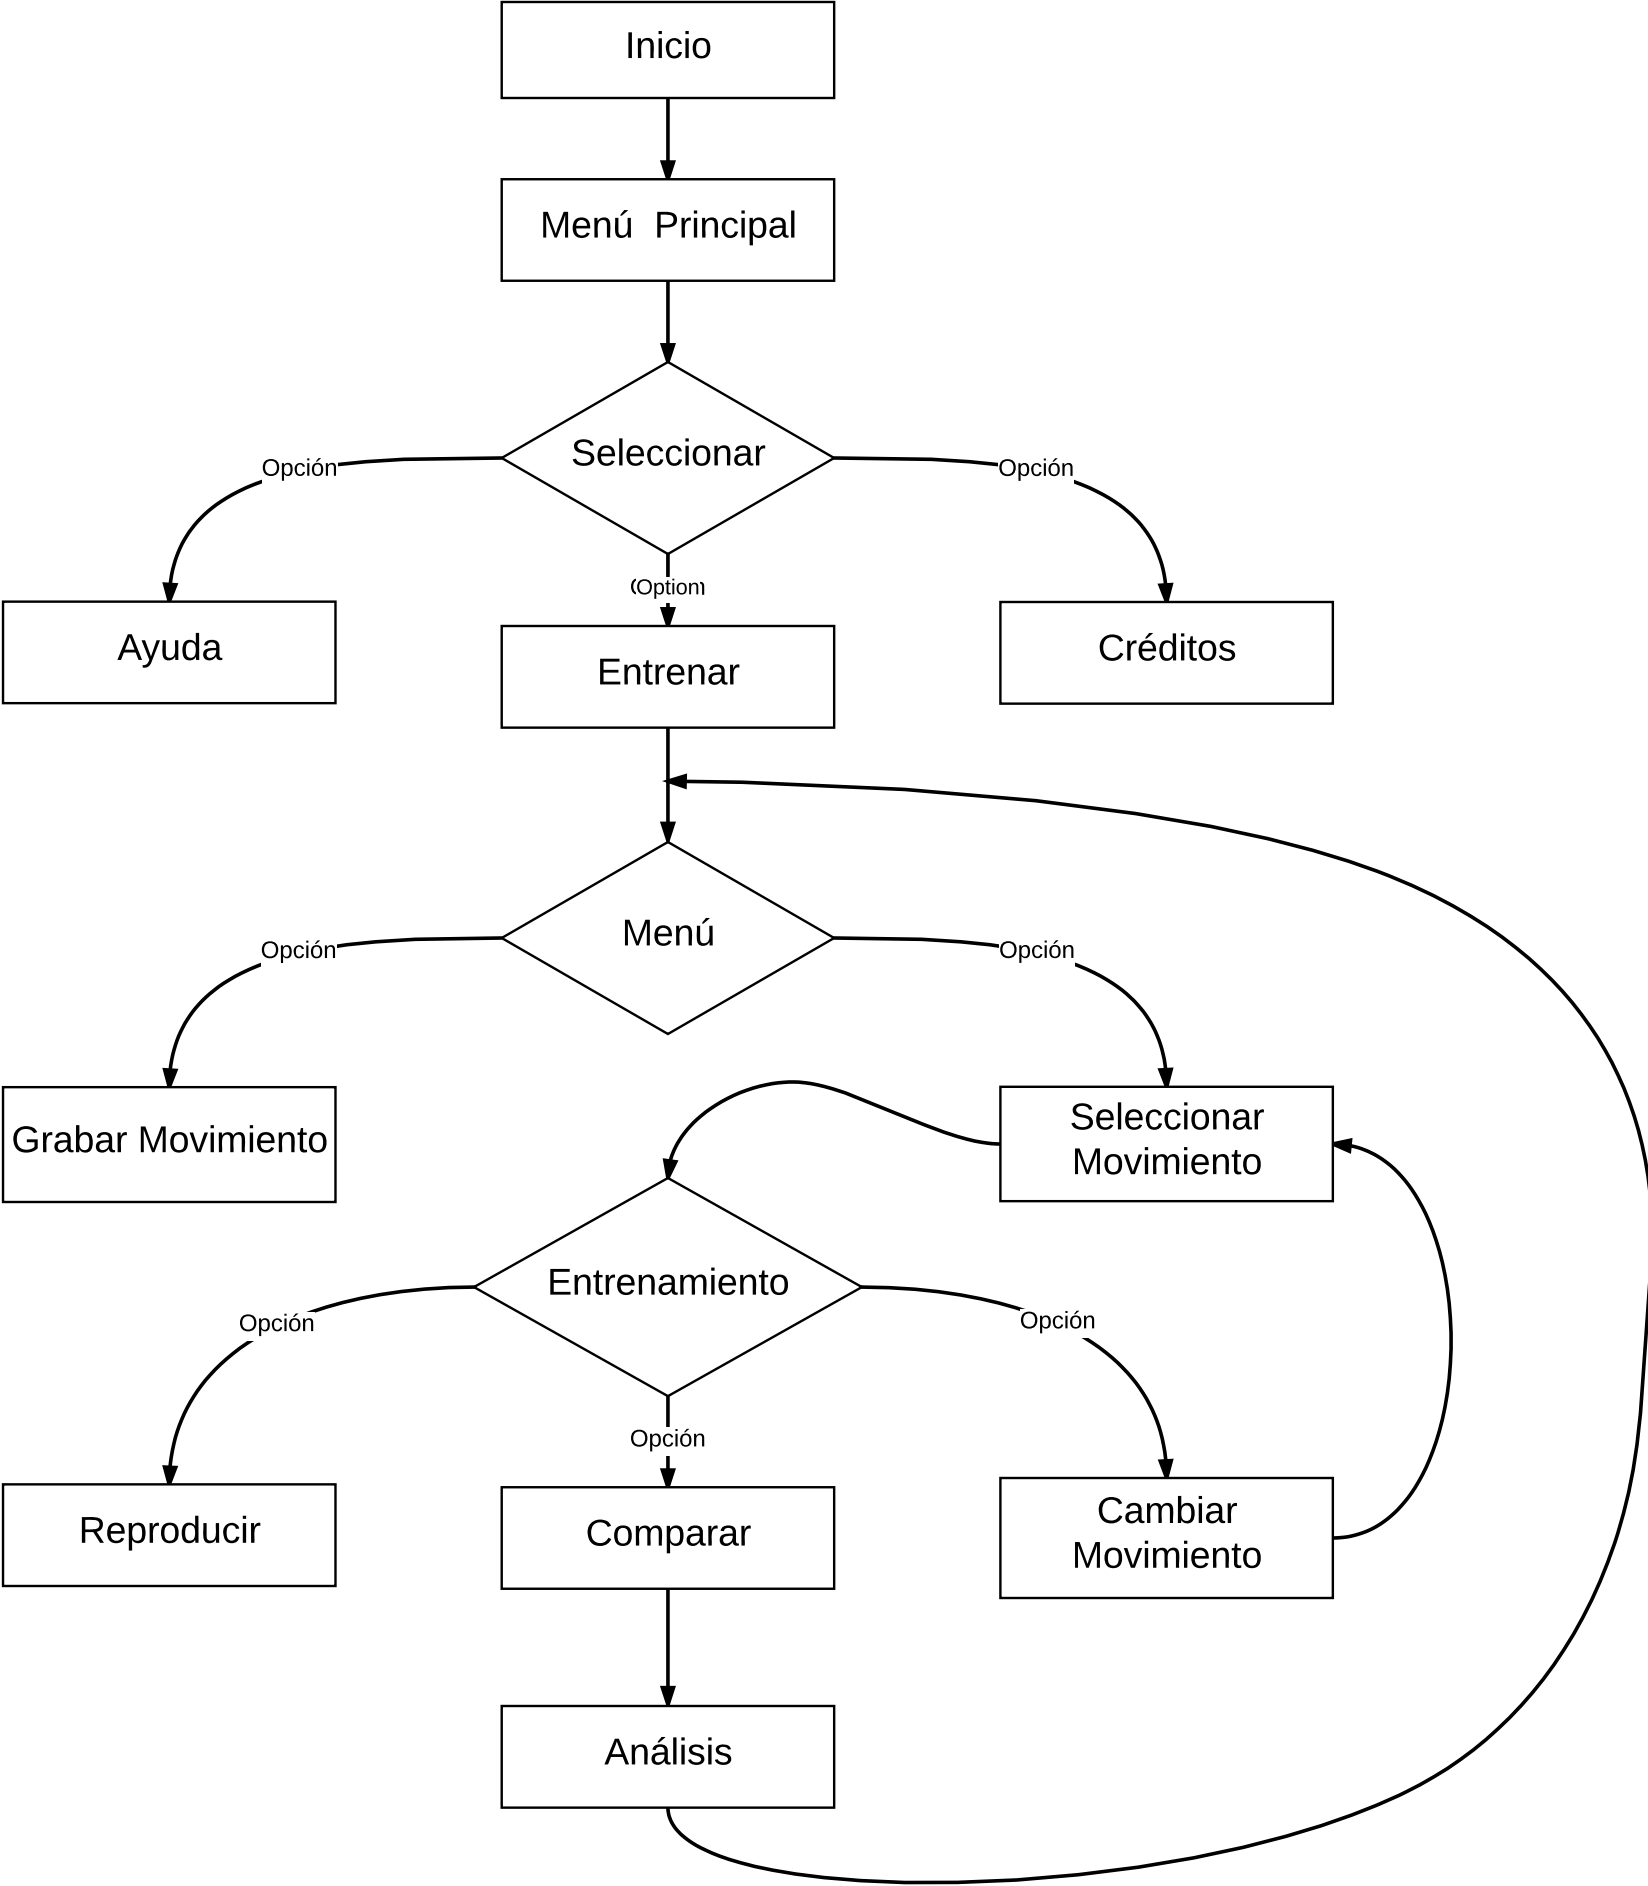 Inicio
Menú  Principal
Seleccionar
Opción
Opción
Option
Ayuda
Entrenar
Créditos
Menú
Opción
Opción
Grabar Movimiento
Seleccionar
Movimiento
Entrenamiento
Opción
Opción
Opción
Reproducir
Comparar
Cambiar
Movimiento
Análisis